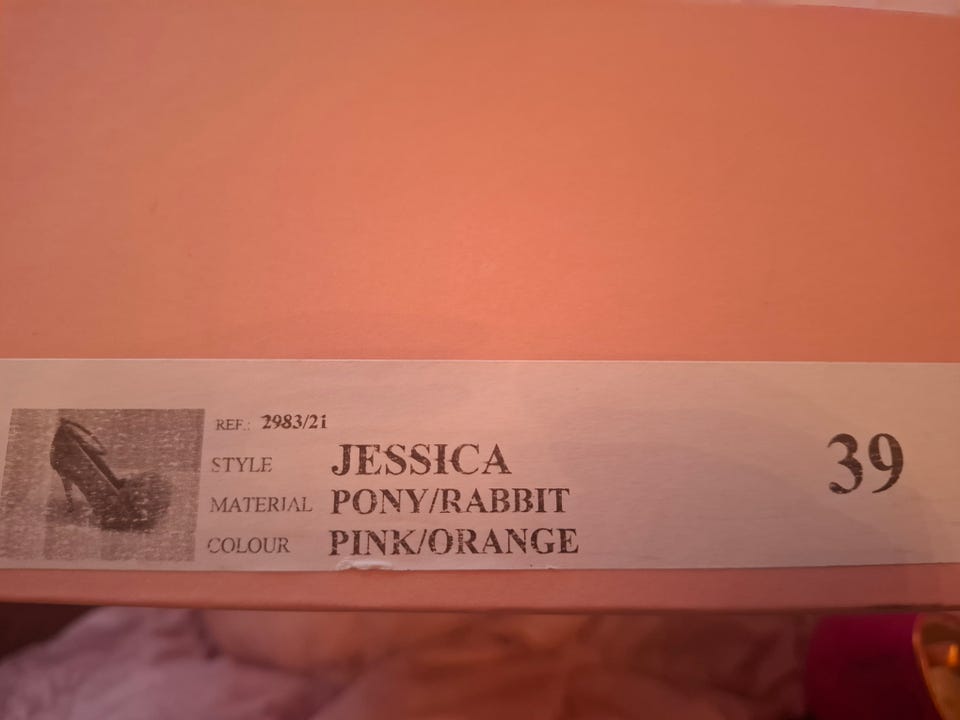 REF.: 2983/21
STYLE JESSICA 39
MATERIAL PONY/RABBIT
COLOUR PINK/ORANGE